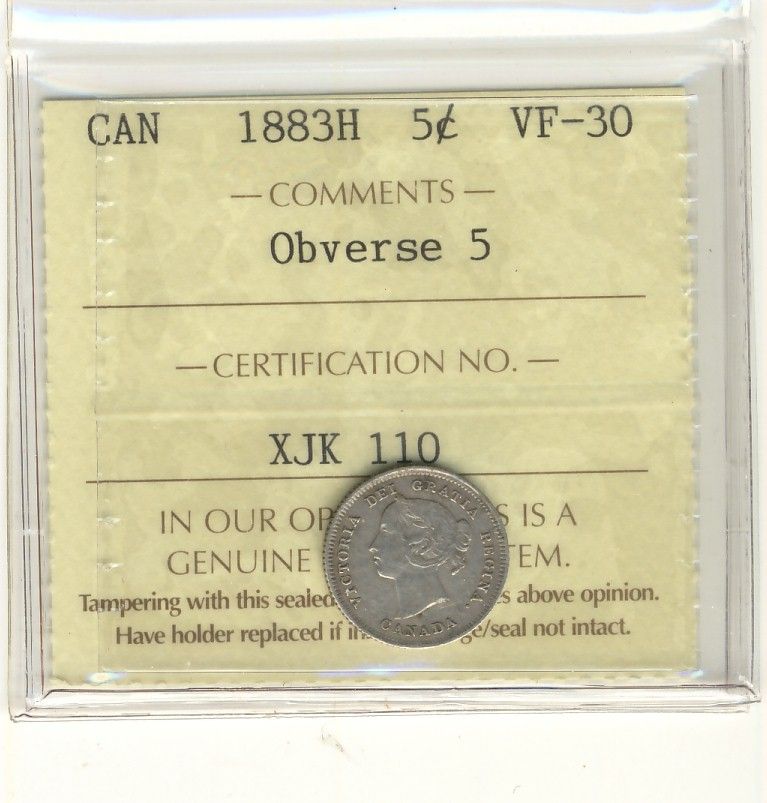 CAN 1883H 5¢ VF-30
— COMMENTS —
Obverse 5
— CERTIFICATION NO. —
XJK 110
IN OUR OP S IS A
GENUINE TEM.
Tampering with this sealed s above opinion.
Have holder replaced if in ge/seal not intact.
VICTORIA DEI GRATIA REGINA.
CANADA